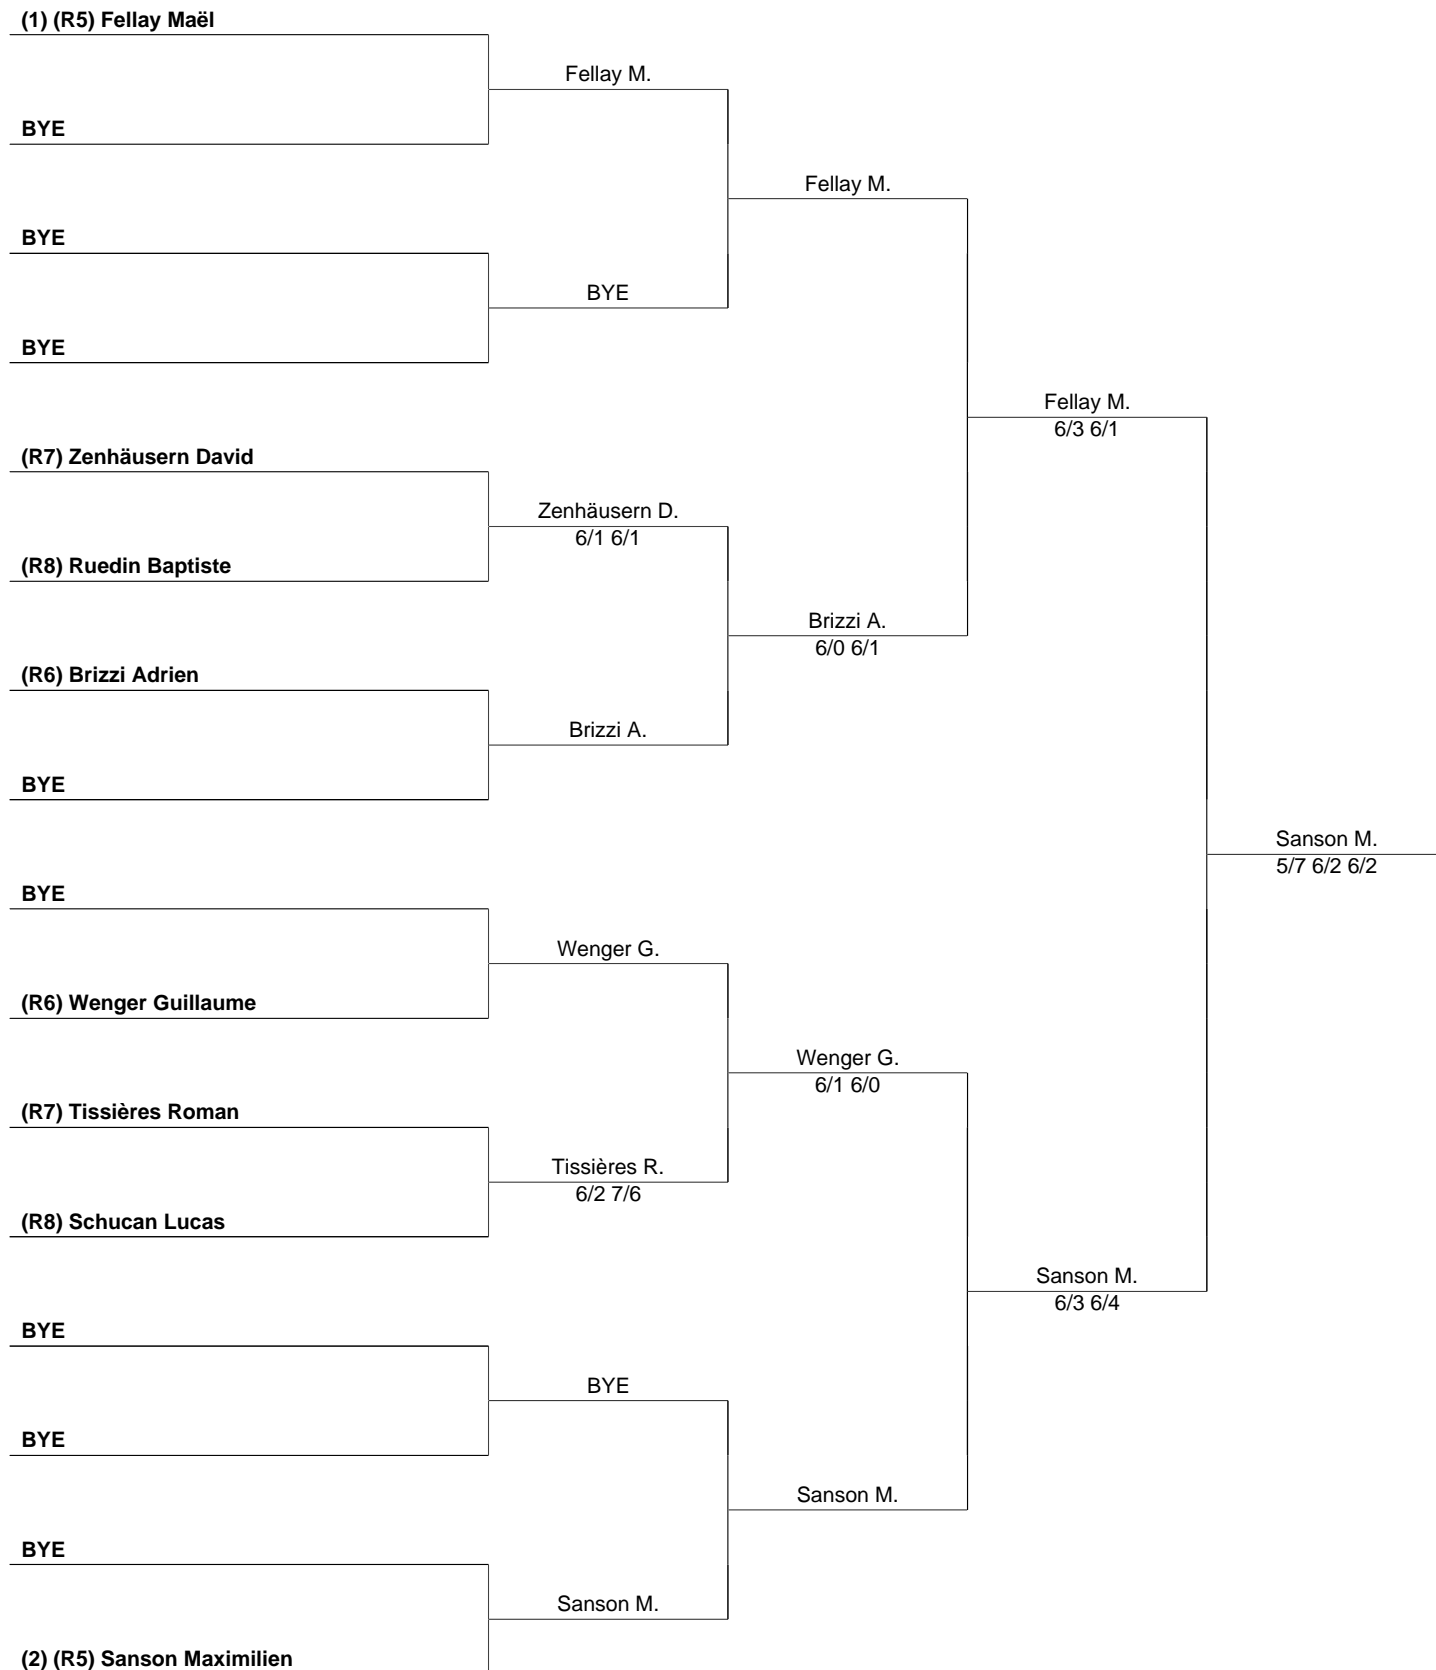 (1) (R5) Fellay Maël
Fellay M.
BYE
Fellay M.
BYE
BYE
BYE
Fellay M.
6/3 6/1
(R7) Zenhäusern David
Zenhäusern D.
6/1 6/1
(R8) Ruedin Baptiste
Brizzi A.
6/0 6/1
(R6) Brizzi Adrien
Brizzi A.
BYE
Sanson M.
5/7 6/2 6/2
BYE
Wenger G.
(R6) Wenger Guillaume
Wenger G.
6/1 6/0
(R7) Tissières Roman
Tissières R.
6/2 7/6
(R8) Schucan Lucas
Sanson M.
6/3 6/4
BYE
BYE
BYE
Sanson M.
BYE
Sanson M.
(2) (R5) Sanson Maximilien